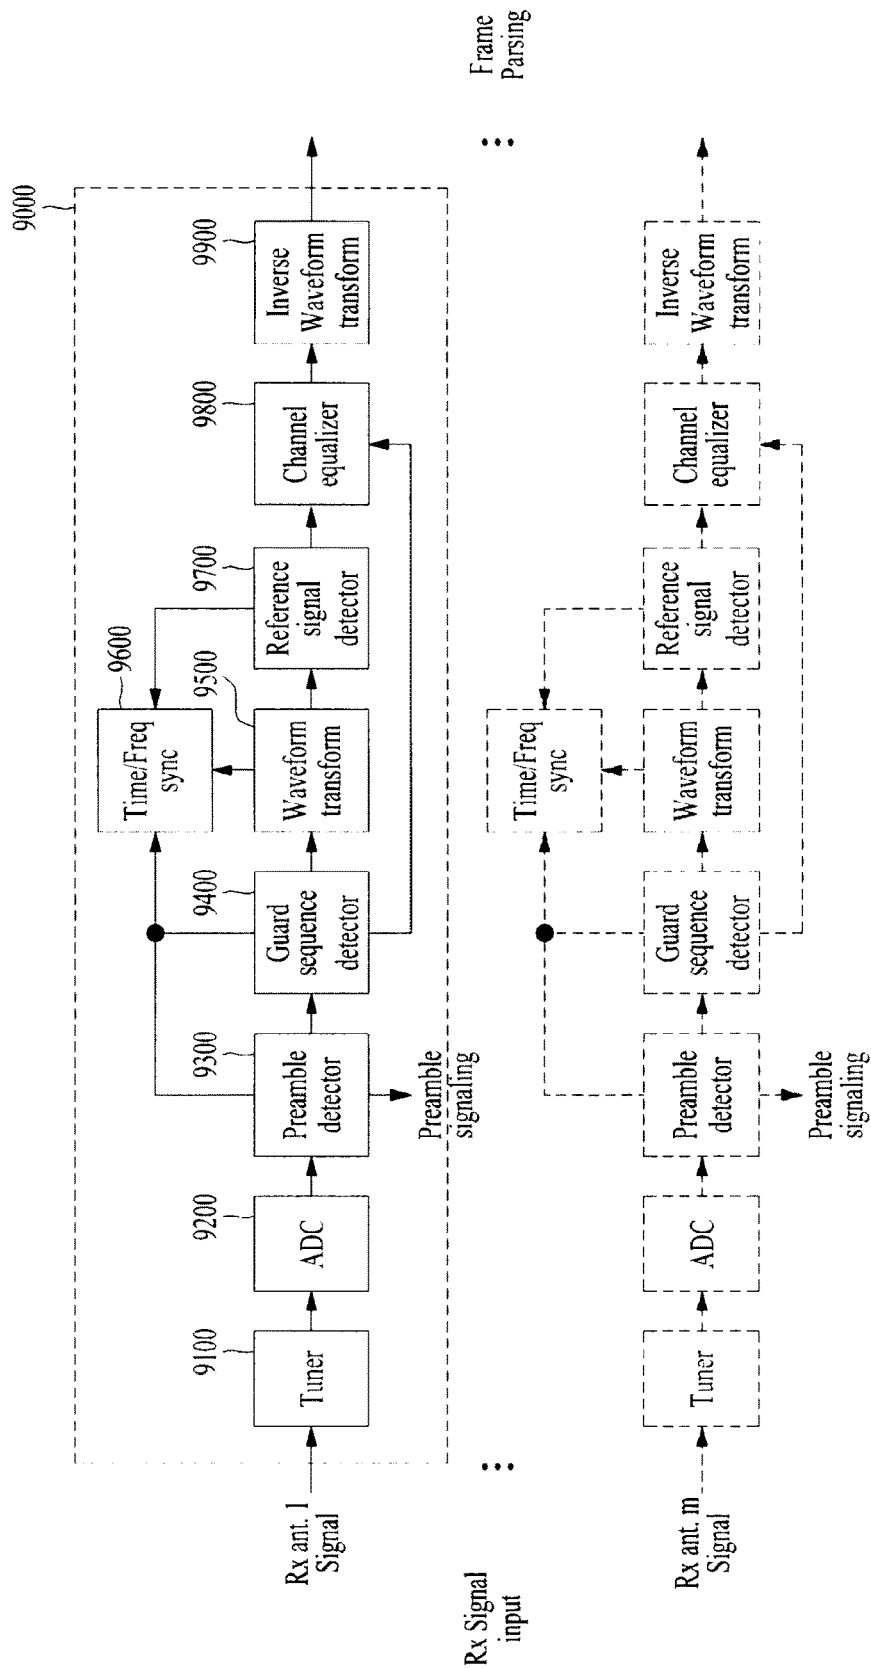 Rx Signal
input
Rx ant. 1
Signal
9000
9100
Tuner
9200
ADC
9300
Preamble
detector
Preamble
signaling
9400
Guard
sequence
detector
9500
Waveform
transform
9600
Time/Freq
sync
9700
Reference
signal
detector
9800
Channel
equalizer
9900
Inverse
Waveform
transform
Frame
Parsing
Rx ant. m
Signal
Tuner
ADC
Preamble
detector
Preamble
signaling
Guard
sequence
detector
Waveform
transform
Time/Freq
sync
Reference
signal
detector
Channel
equalizer
Inverse
Waveform
transform